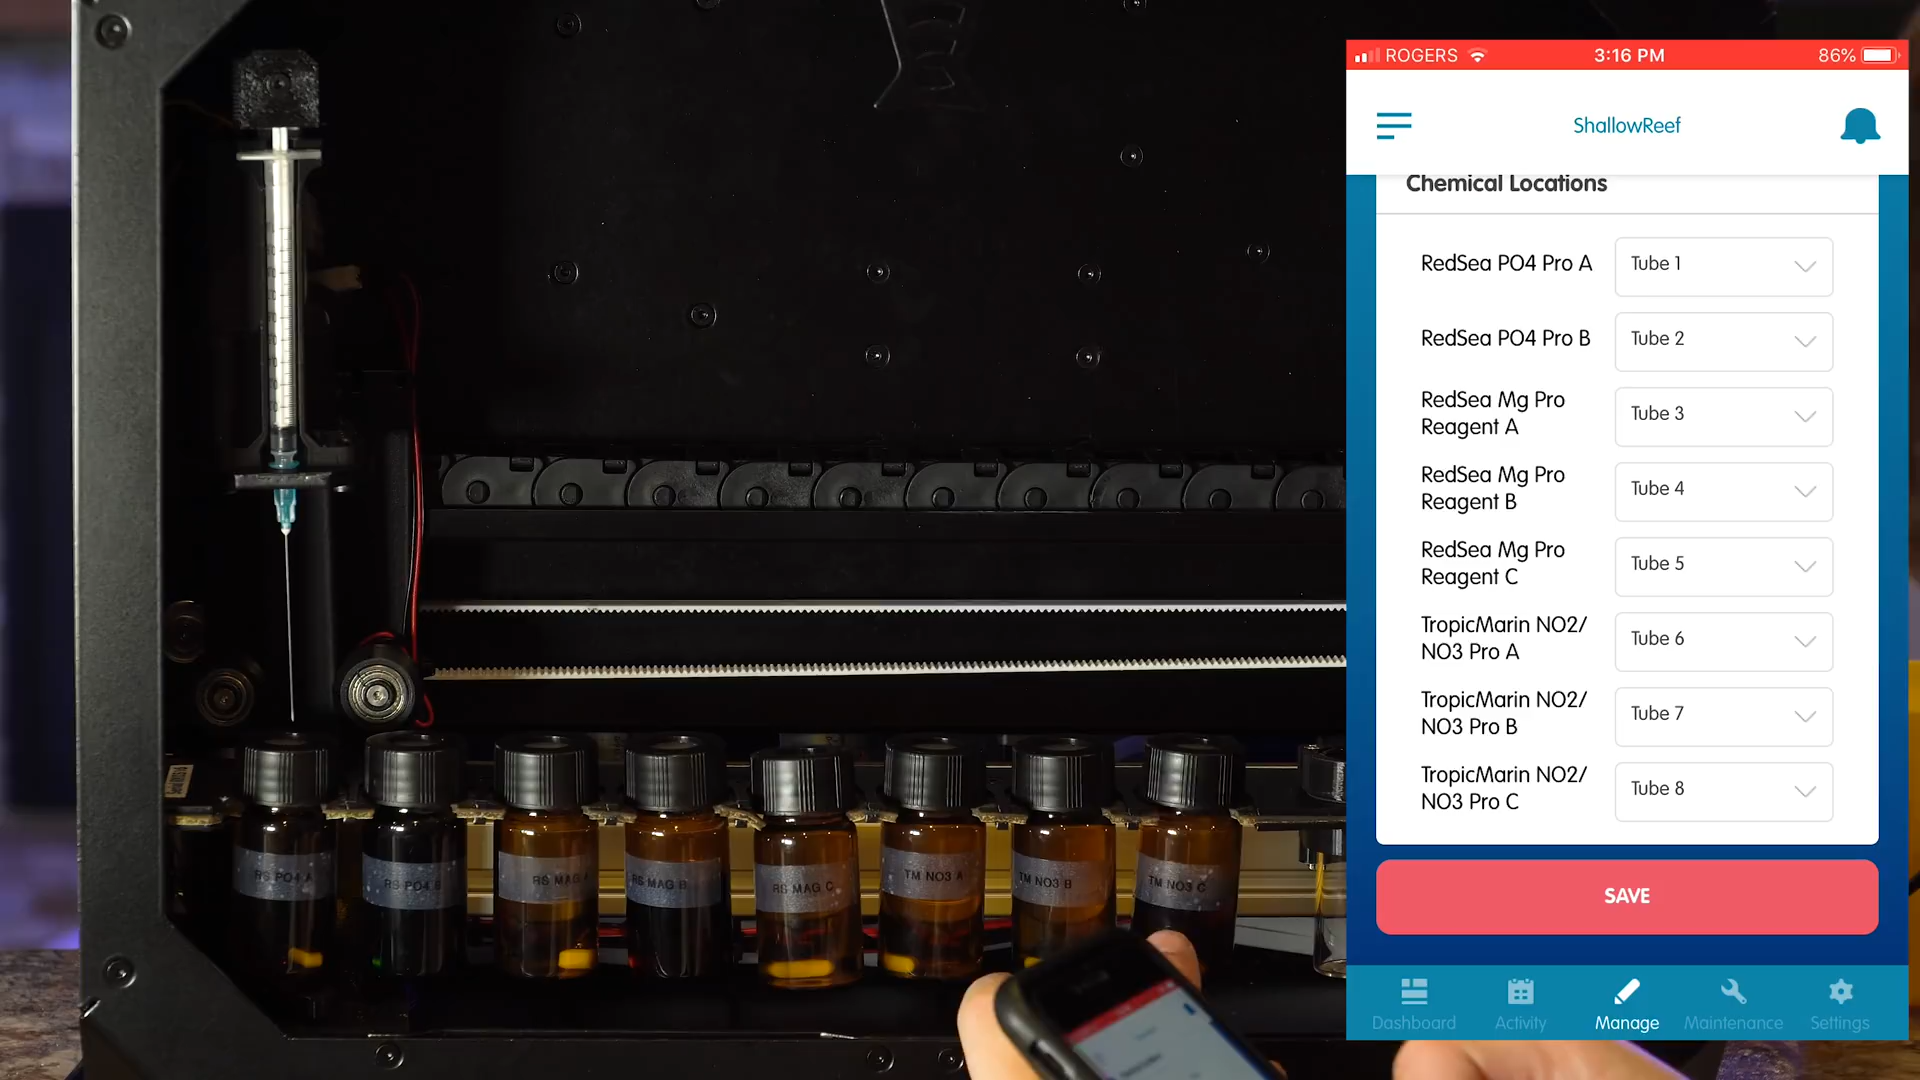 ROGERS
3:16 PM
86%
ShallowReef
Chemical Locations
RedSea PO4 Pro A
Tube 1
RedSea PO4 Pro B
Tube 2
RedSea Mg Pro
Reagent A
Tube 3
RedSea Mg Pro
Reagent B
Tube 4
RedSea Mg Pro
Reagent C
Tube 5
TropicMarin NO2/
NO3 Pro A
Tube 6
TropicMarin NO2/
NO3 Pro B
Tube 7
TropicMarin NO2/
NO3 Pro C
Tube 8
SAVE
Dashboard
Activity
Manage
Maintenance
Settings
RS PO4 A
RS PO4 B
RS MAG A
RS MAG B
RS MAG C
TM NO3 A
TM NO3 B
TM NO3 C